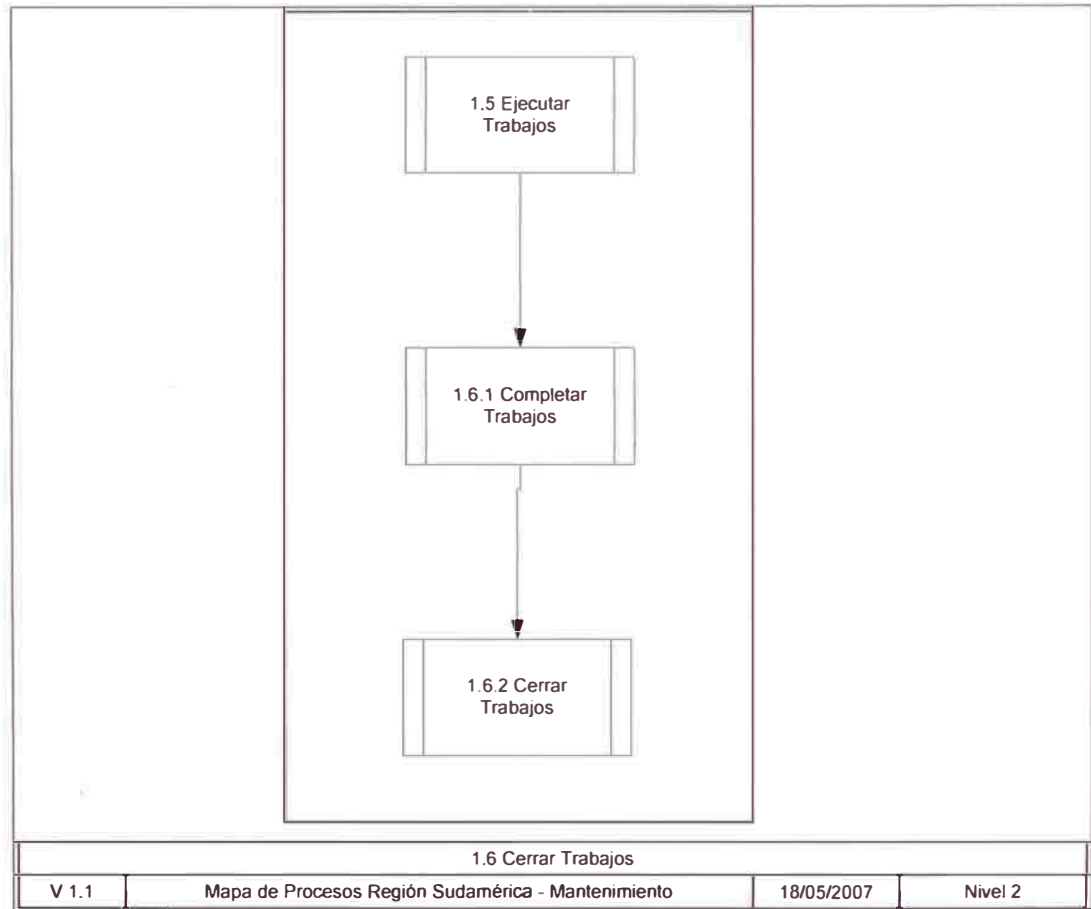 1.5 Ejecutar
Trabajos
1.6.1 Completar
Trabajos
1.6.2 Cerrar
Trabajos
1.6 Cerrar Trabajos
V 1.1
Mapa de Procesos Región Sudamérica - Mantenimiento
18/05/2007
Nivel 2